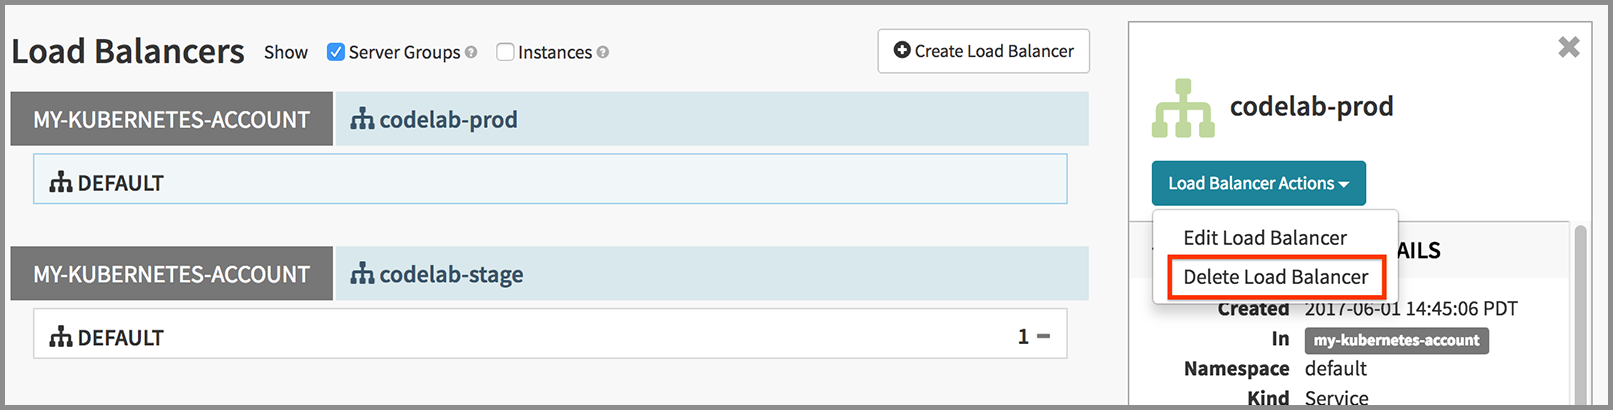 Load Balancers Show Server Groups ? Instances ? Create Load Balancer
MY-KUBERNETES-ACCOUNT codelab-prod
DEFAULT
MY-KUBERNETES-ACCOUNT codelab-stage
DEFAULT 1
codelab-prod
Load Balancer Actions
Edit Load Balancer
Delete Load Balancer
AILS
Created 2017-06-01 14:45:06 PDT
In my-kubernetes-account
Namespace default
Kind Service